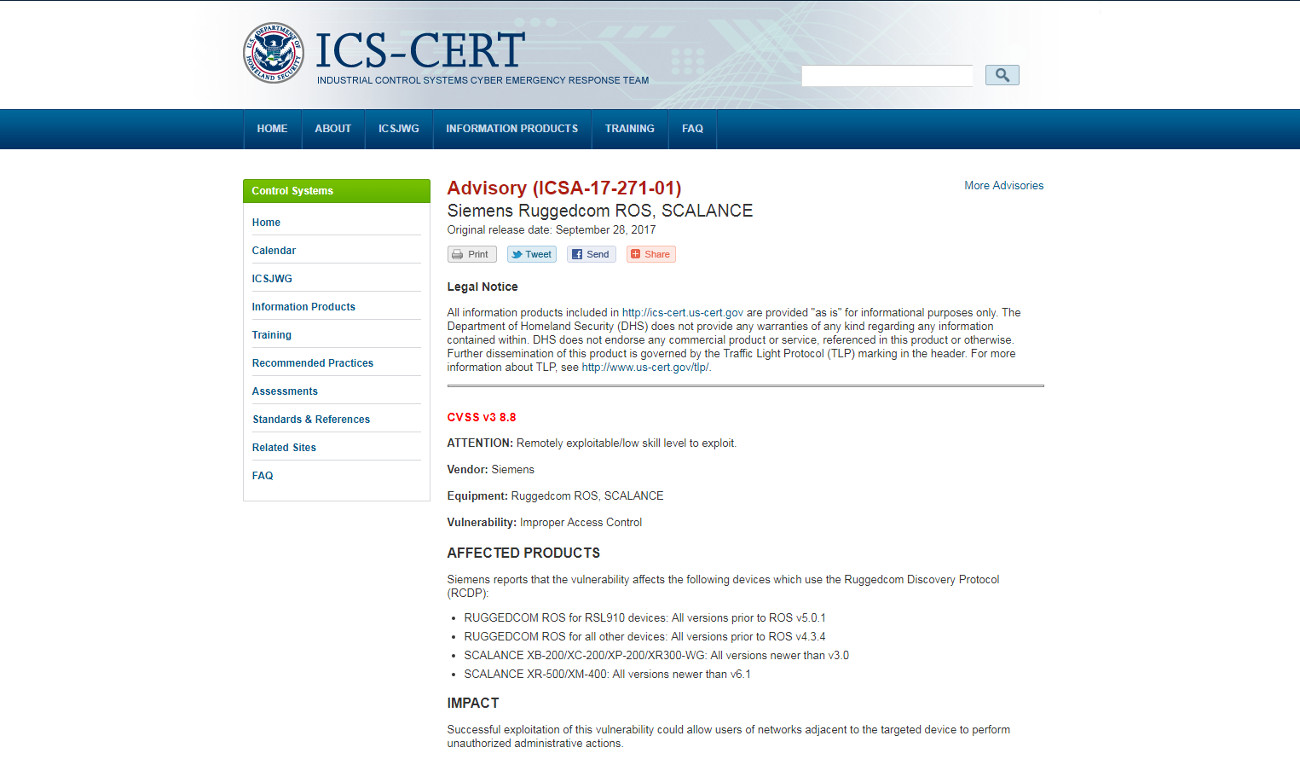 U.S. DEPARTMENT OF HOMELAND SECURITY
ICS-CERT
INDUSTRIAL CONTROL SYSTEMS CYBER EMERGENCY RESPONSE TEAM
HOME ABOUT ICSJWG INFORMATION PRODUCTS TRAINING FAQ
Control Systems
Home
Calendar
ICSJWG
Information Products
Training
Recommended Practices
Assessments
Standards & References
Related Sites
FAQ
Advisory (ICSA-17-271-01)
More Advisories
Siemens Ruggedcom ROS, SCALANCE
Original release date: September 28, 2017
Print Tweet Send Share
Legal Notice
All information products included in http://ics-cert.us-cert.gov are provided "as is" for informational purposes only. The
Department of Homeland Security (DHS) does not provide any warranties of any kind regarding any information
contained within. DHS does not endorse any commercial product or service, referenced in this product or otherwise.
Further dissemination of this product is governed by the Traffic Light Protocol (TLP) marking in the header. For more
information about TLP, see http://www.us-cert.gov/tlp/.
CVSS v3 8.8
ATTENTION: Remotely exploitable/low skill level to exploit.
Vendor: Siemens
Equipment: Ruggedcom ROS, SCALANCE
Vulnerability: Improper Access Control
AFFECTED PRODUCTS
Siemens reports that the vulnerability affects the following devices which use the Ruggedcom Discovery Protocol
(RCDP):
• RUGGEDCOM ROS for RSL910 devices: All versions prior to ROS v5.0.1
• RUGGEDCOM ROS for all other devices: All versions prior to ROS v4.3.4
• SCALANCE XB-200/XC-200/XP-200/XR300-WG: All versions newer than v3.0
• SCALANCE XR-500/XM-400: All versions newer than v6.1
IMPACT
Successful exploitation of this vulnerability could allow users of networks adjacent to the targeted device to perform
unauthorized administrative actions.